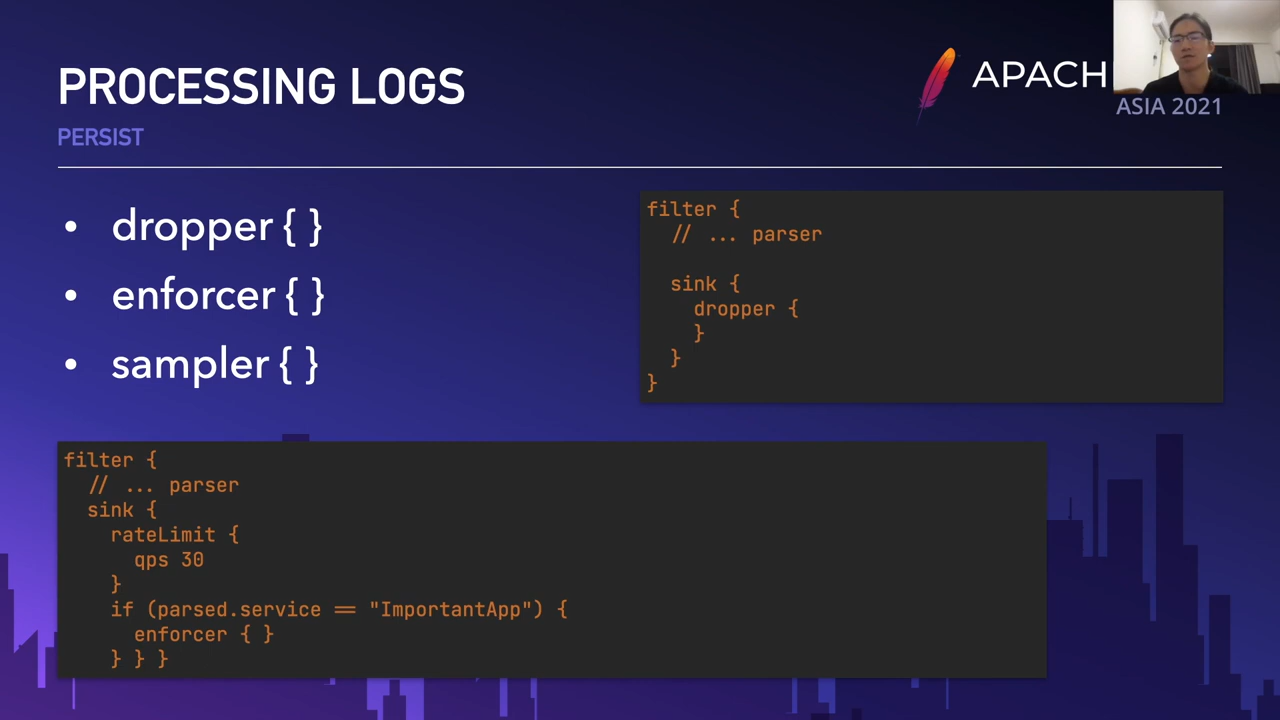 PROCESSING LOGS
PERSIST
APACH
ASIA 2021
• dropper { }
• enforcer { }
• sampler { }
filter {
  // ... parser

  sink {
    dropper {
    }
  }
}
filter {
  // ... parser
  sink {
    rateLimit {
      qps 30
    }
    if (parsed.service == "ImportantApp") {
      enforcer { }
    } } }